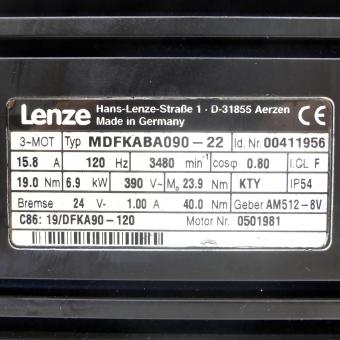 Lenze Hans-Lenze-Straße 1 · D-31855 Aerzen
Made in Germany CE
3~MOT Typ MDFKABA090-22 Id. Nr. 00411956
15.8 A 120 Hz 3480 min⁻¹ cosφ 0.80 I.CL F
19.0 Nm 6.9 kW 390 V~ M₀ 23.9 Nm KTY IP54
Bremse 24 V- 1.00 A 40.0 Nm Geber AM512-8V
C86: 19/DFKA90-120 Motor Nr. 0501981